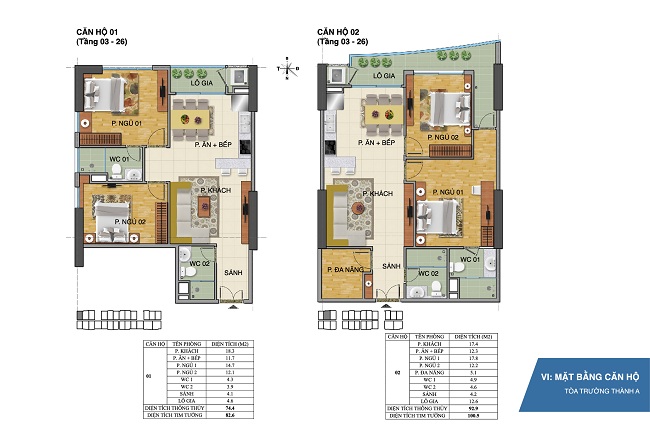 CĂN HỘ 01
(Tầng 03 - 26)
LÔ GIA
P. NGỦ 01
P. ĂN + BẾP
WC 01
P. KHÁCH
P. NGỦ 02
WC 02
SẢNH
CĂN HỘ 02
(Tầng 03 - 26)
LÔ GIA
P. NGỦ 02
P. ĂN + BẾP
P. NGỦ 01
P. KHÁCH
SẢNH
P. ĐA NĂNG
WC 02
WC 01
T Đ
CĂN HỘ TÊN PHÒNG DIỆN TÍCH (M2)
01
P. KHÁCH 18.3
P. ĂN + BẾP 11.7
P. NGỦ 1 14.7
P. NGỦ 2 12.1
WC 1 4.3
WC 2 3.9
SẢNH 4.1
LÔ GIA 4.6
DIỆN TÍCH THÔNG THỦY 74.4
DIỆN TÍCH TIM TƯỜNG 82.6
CĂN HỘ TÊN PHÒNG DIỆN TÍCH (M2)
02
P. KHÁCH 17.4
P. ĂN + BẾP 12.3
P. NGỦ 1 17.8
P. NGỦ 2 12.2
P. ĐA NĂNG 5.1
WC 1 4.9
WC 2 4.6
SẢNH 4.2
LÔ GIA 12.6
DIỆN TÍCH THÔNG THỦY 92.9
DIỆN TÍCH TIM TƯỜNG 100.5
VI: MẶT BẰNG CĂN HỘ
TÒA TRƯỜNG THÀNH A